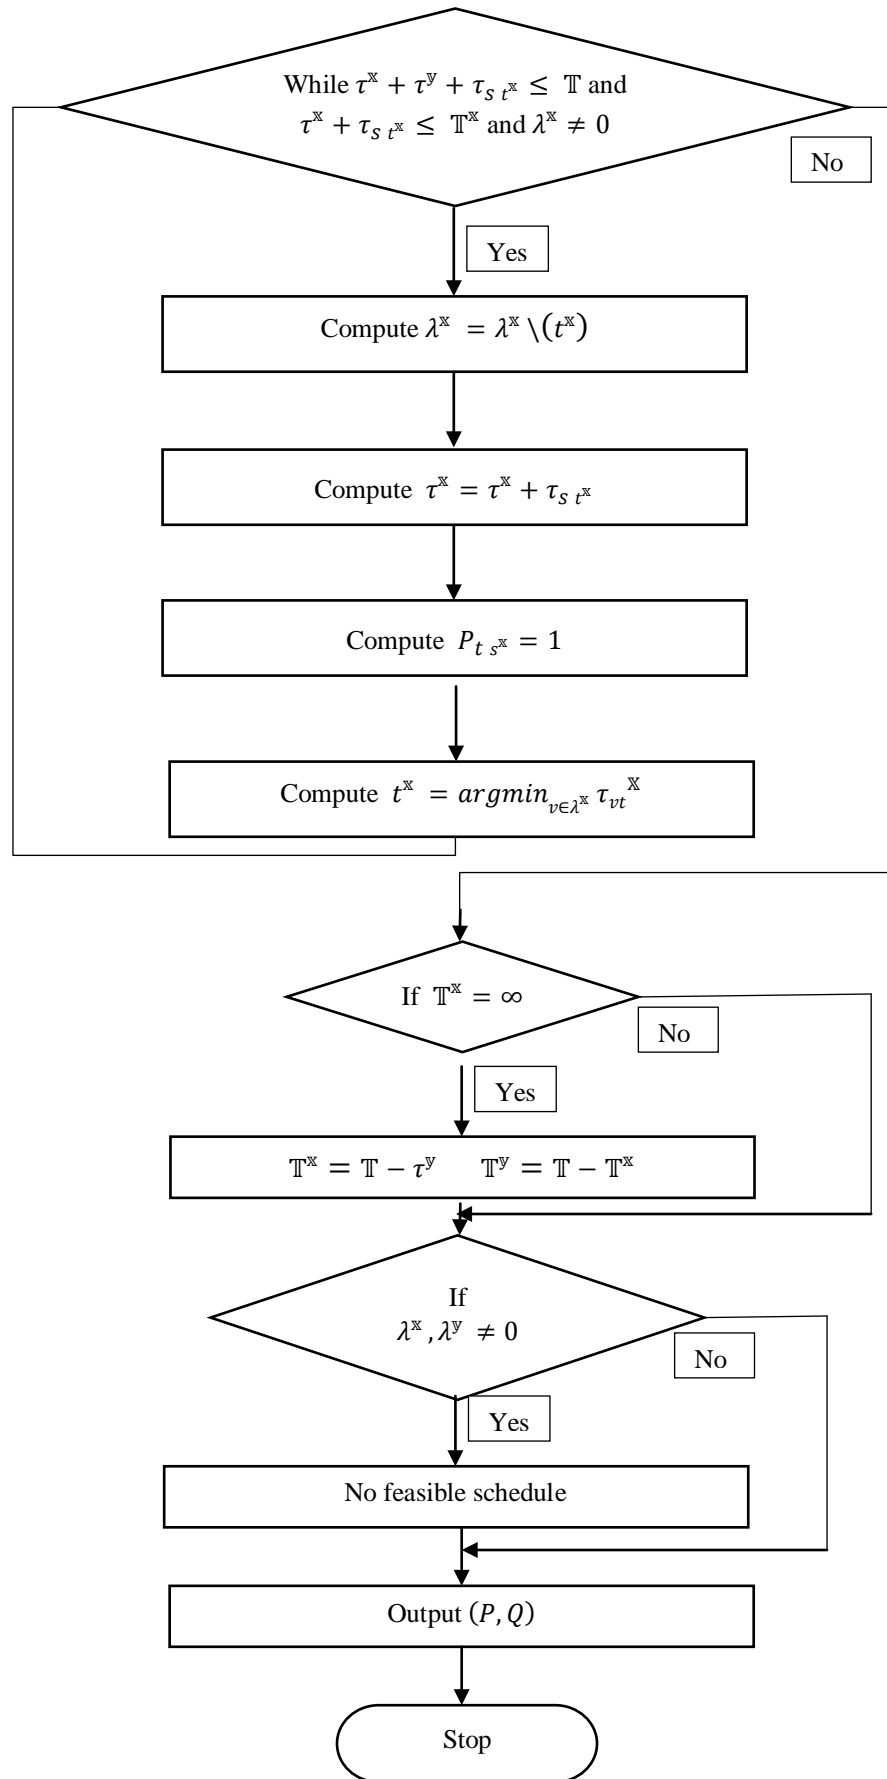 While τ^𝕩 + τ^𝕪 + τ_{s t^𝕩} ≤ 𝕋 and
τ^𝕩 + τ_{s t^𝕩} ≤ 𝕋^𝕩 and λ^𝕩 ≠ 0
No
Yes
Compute λ^𝕩 = λ^𝕩 \(t^𝕩)
Compute τ^𝕩 = τ^𝕩 + τ_{s t^𝕩}
Compute P_{t s^𝕩} = 1
Compute t^𝕩 = argmin_{v∈λ^𝕩} τ_{vt}^𝕏
If 𝕋^𝕩 = ∞
No
Yes
𝕋^𝕩 = 𝕋 − τ^𝕪 𝕋^𝕪 = 𝕋 − 𝕋^𝕩
If
λ^𝕩 , λ^𝕪 ≠ 0
No
Yes
No feasible schedule
Output (P, Q)
Stop